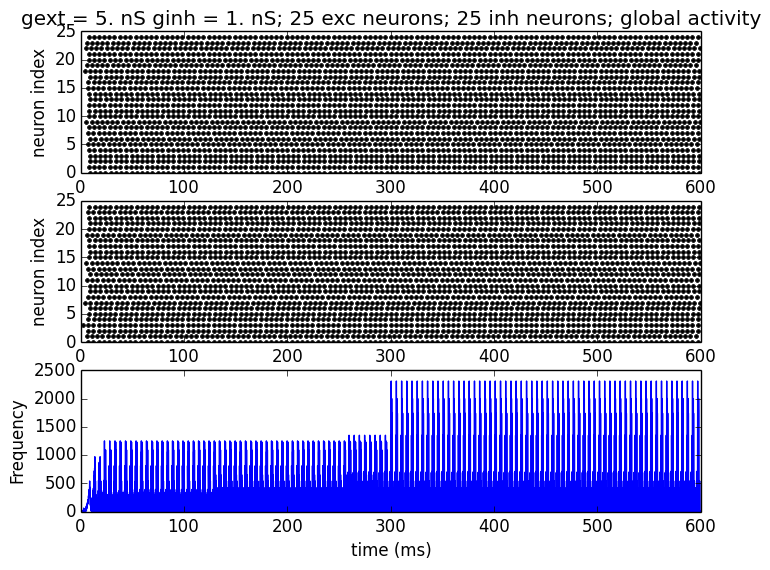 gext = 5. nS ginh = 1. nS; 25 exc neurons; 25 inh neurons; global activity
25
20
15
10
5
0
neuron index
0 100 200 300 400 500 600
25
20
15
10
5
0
neuron index
0 100 200 300 400 500 600
2500
2000
1500
1000
500
0
Frequency
0 100 200 300 400 500 600
time (ms)